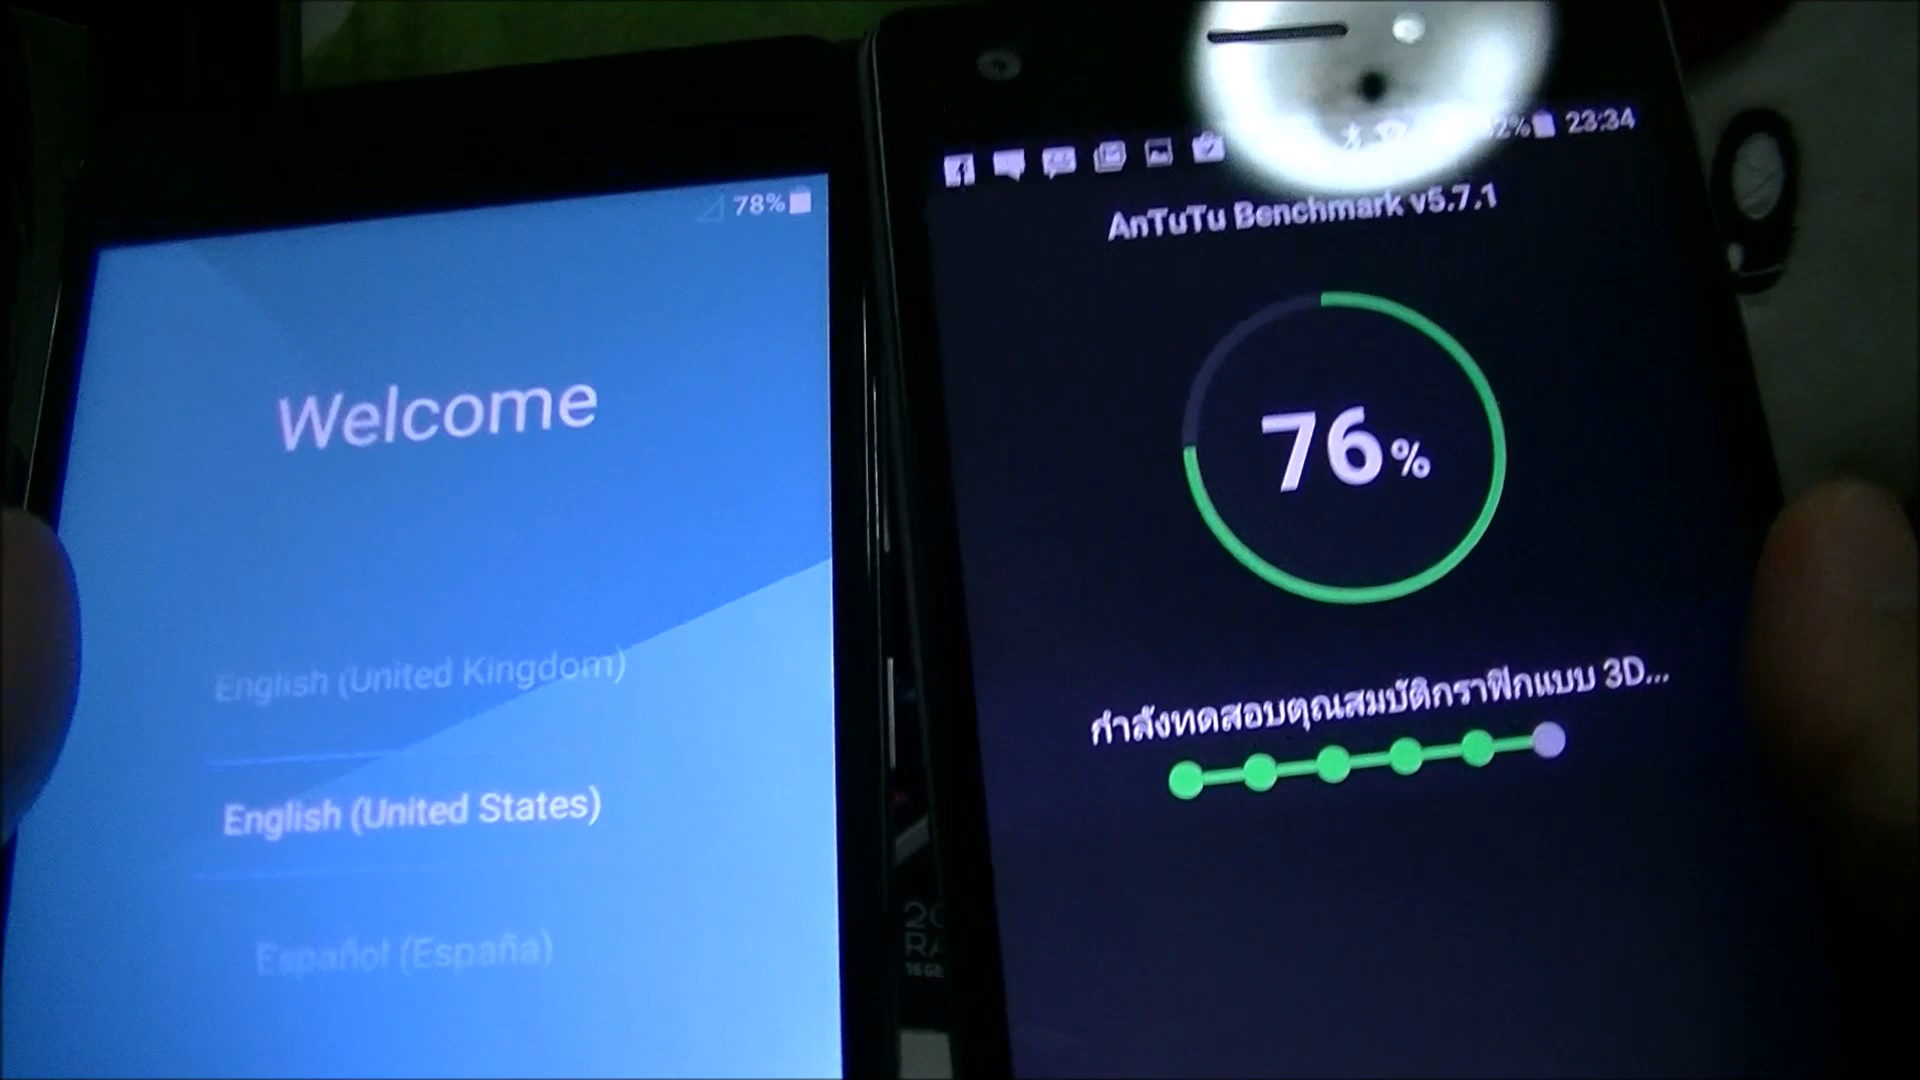 78%
Welcome
English (United Kingdom)
English (United States)
Español (España)
23:34
AnTuTu Benchmark v5.7.1
76%
กำลังทดสอบตุณสมบัติกราฟิกแบบ 3D...